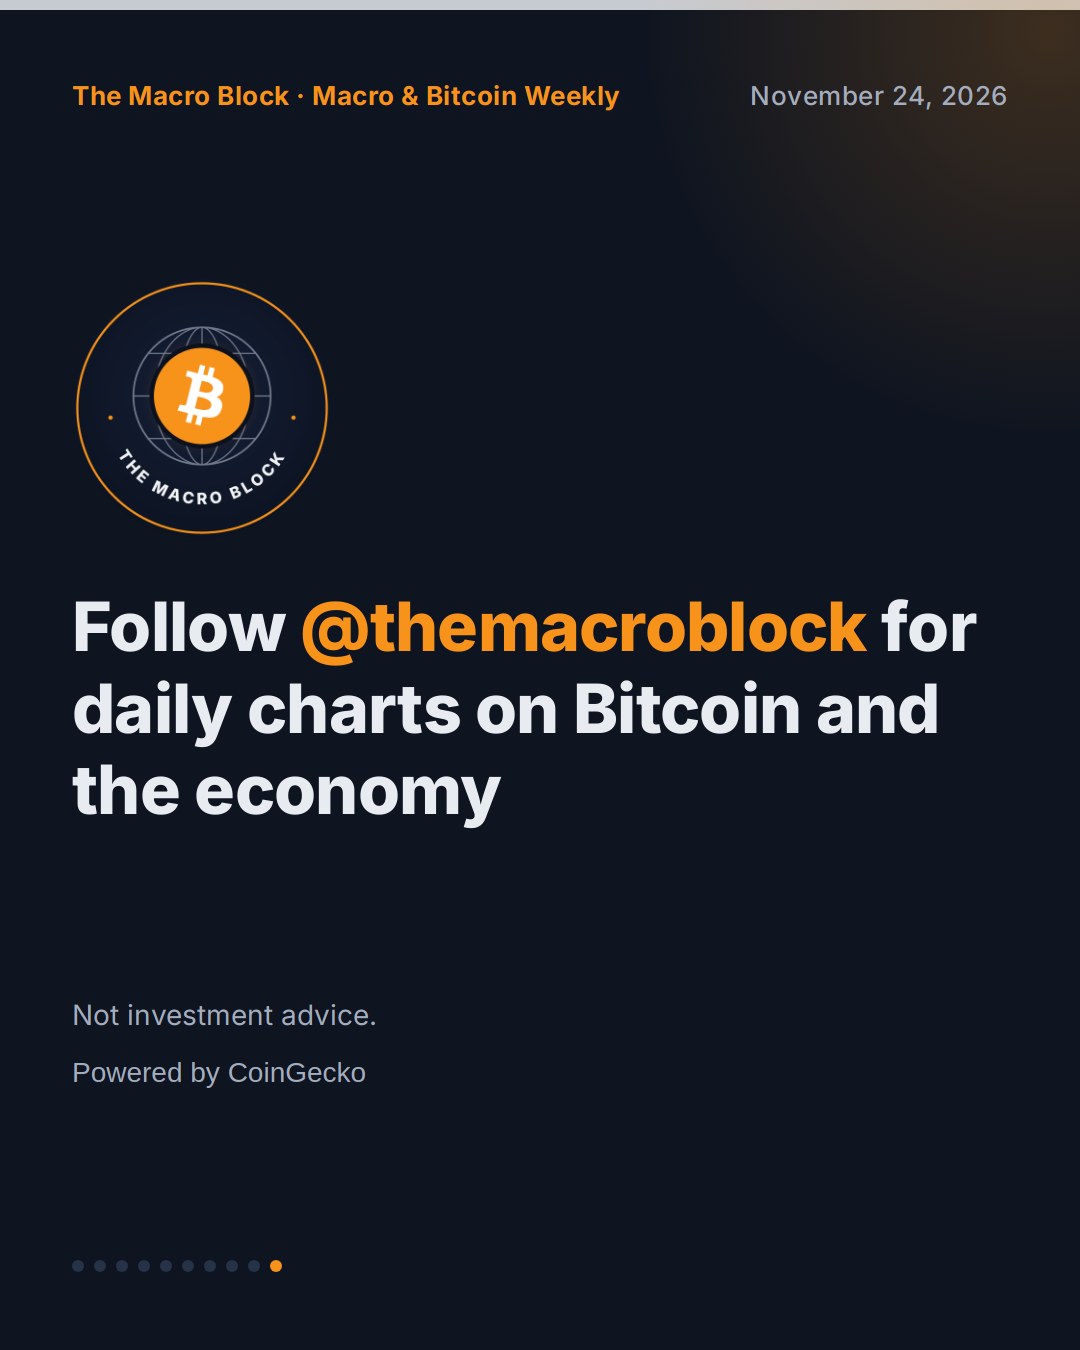 The Macro Block · Macro & Bitcoin Weekly
November 24, 2026
₿
THE MACRO BLOCK
Follow @themacroblock for
daily charts on Bitcoin and
the economy
Not investment advice.
Powered by CoinGecko